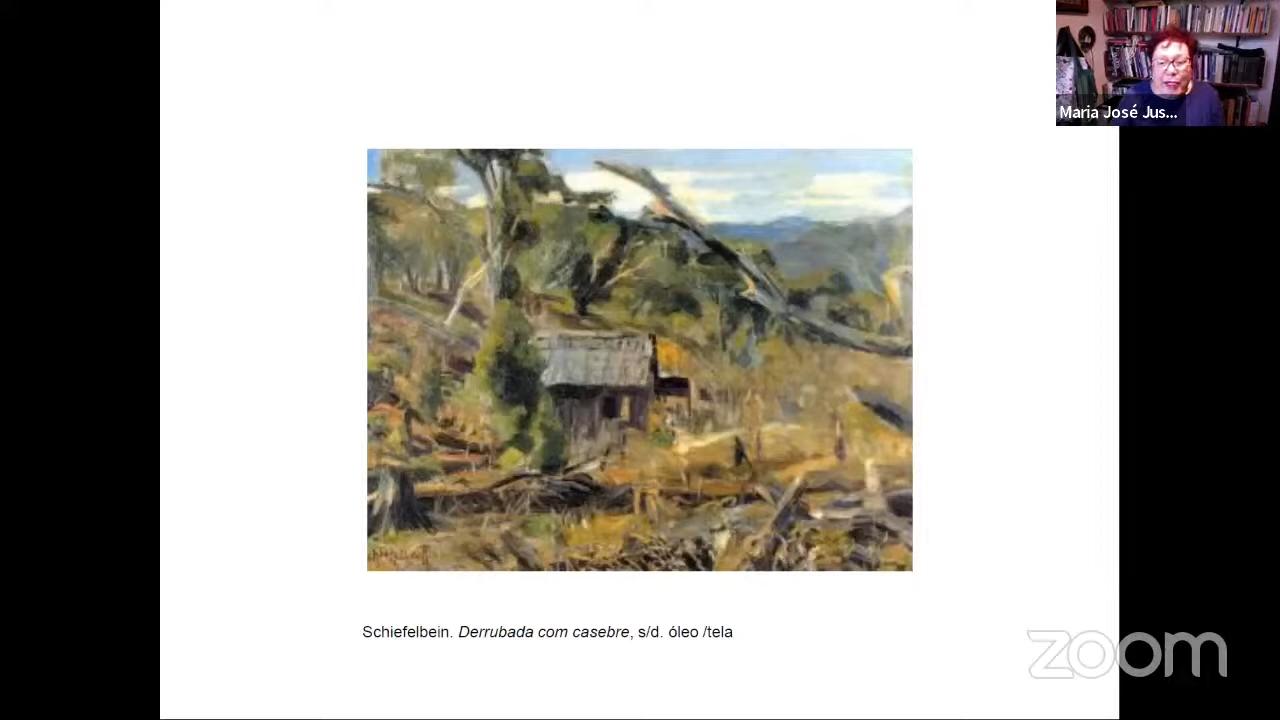 Maria José Jus...
Schiefelbein. Derrubada com casebre, s/d. óleo /tela
zoom